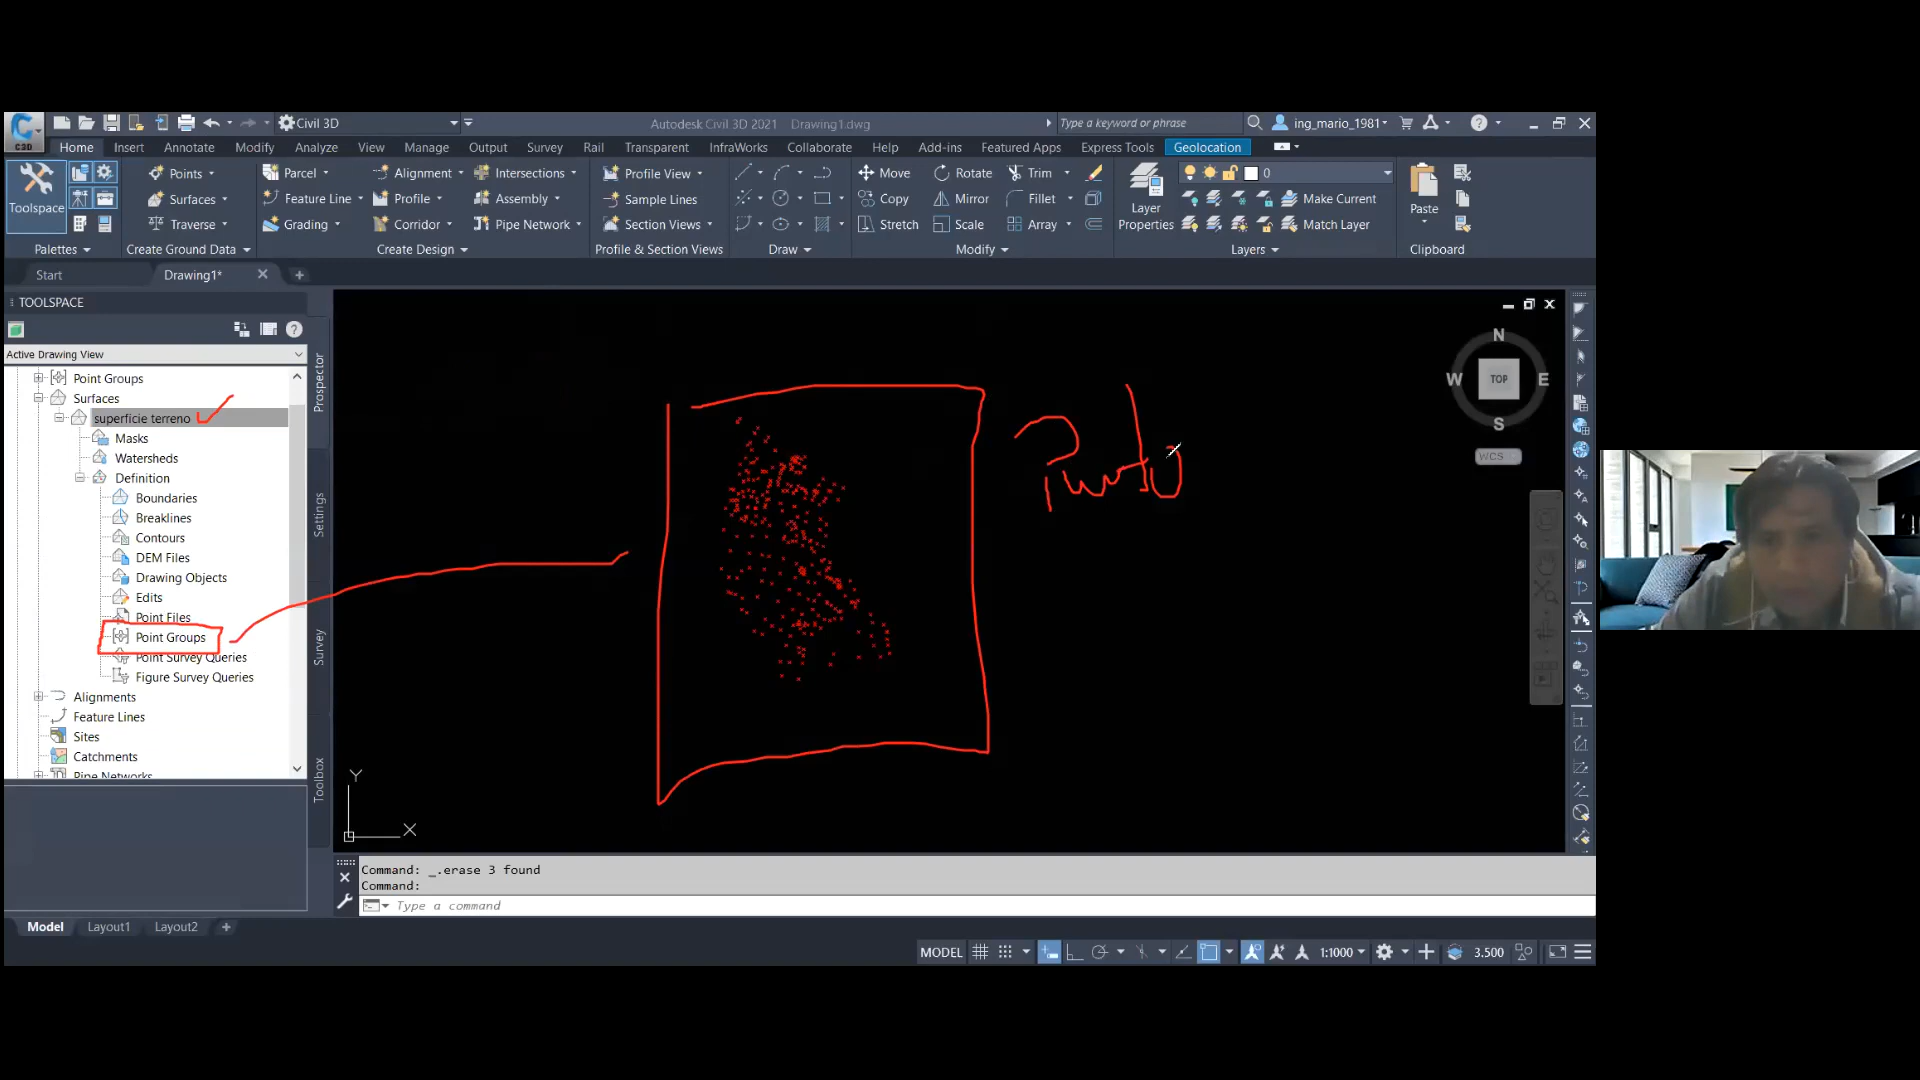 Civil 3D
Autodesk Civil 3D 2021 Drawing1.dwg
Type a keyword or phrase
ing_mario_1981
C3D
Home Insert Annotate Modify Analyze View Manage Output Survey Rail Transparent InfraWorks Collaborate Help Add-ins Featured Apps Express Tools Geolocation
Toolspace
Points
Surfaces
Traverse
Parcel
Feature Line
Grading
Alignment
Profile
Corridor
Intersections
Assembly
Pipe Network
Profile View
Sample Lines
Section Views
Move
Copy
Stretch
Rotate
Mirror
Scale
Trim
Fillet
Array
Layer
Properties
0
Make Current
Match Layer
Paste
Palettes Create Ground Data Create Design Profile & Section Views Draw Modify Layers Clipboard
Start Drawing1*
TOOLSPACE
Active Drawing View
Point Groups
Surfaces
superficie terreno
Masks
Watersheds
Definition
Boundaries
Breaklines
Contours
DEM Files
Drawing Objects
Edits
Point Files
Point Groups
Point Survey Queries
Figure Survey Queries
Alignments
Feature Lines
Sites
Catchments
Pipe Networks
Prospector
Settings
Survey
Toolbox
Punto
N
W TOP E
S
WCS
Y
X
Command: _.erase 3 found
Command:
Type a command
Model Layout1 Layout2
MODEL 1:1000 3.500